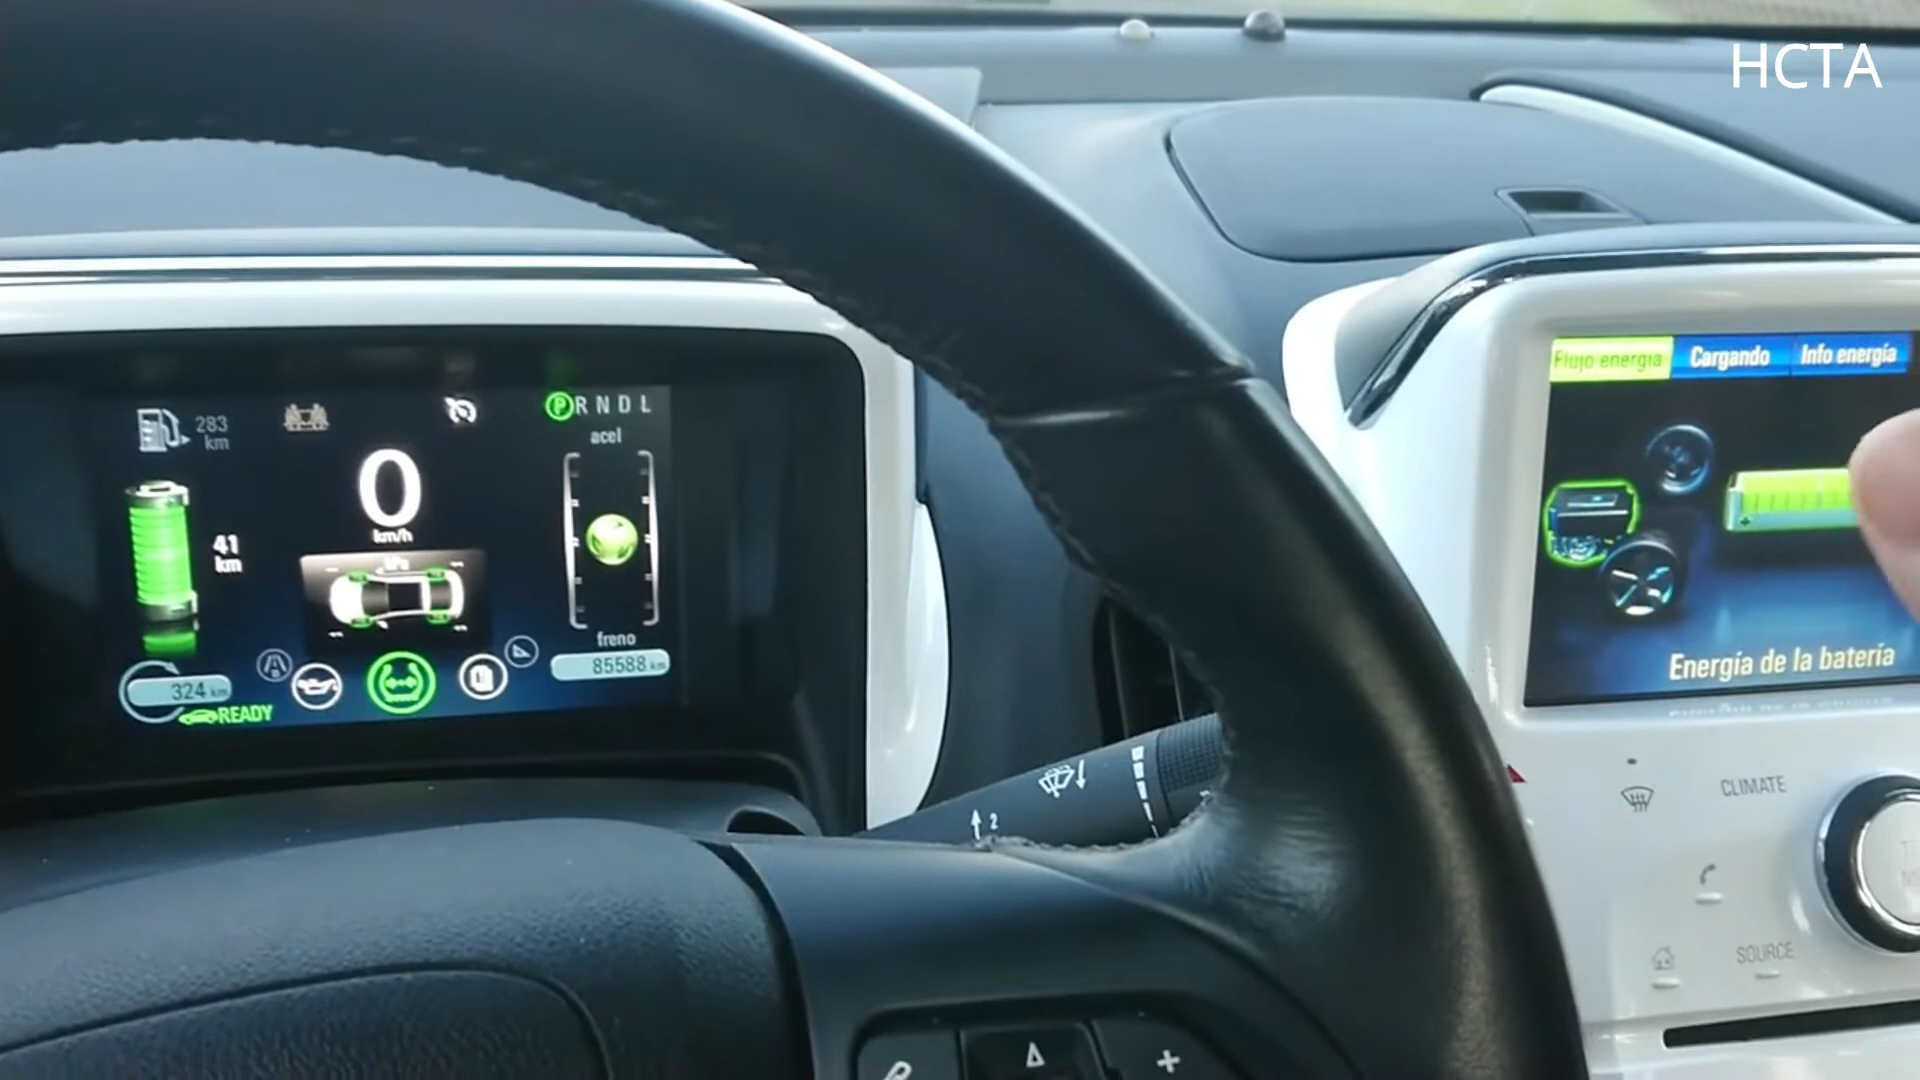 HCTA
283
km
P R N D L
acel
0
km/h
41
km
freno
85588 km
324 km
READY
Flujo energía
Cargando
Info energía
Energía de la batería
CLIMATE
SOURCE
2
+